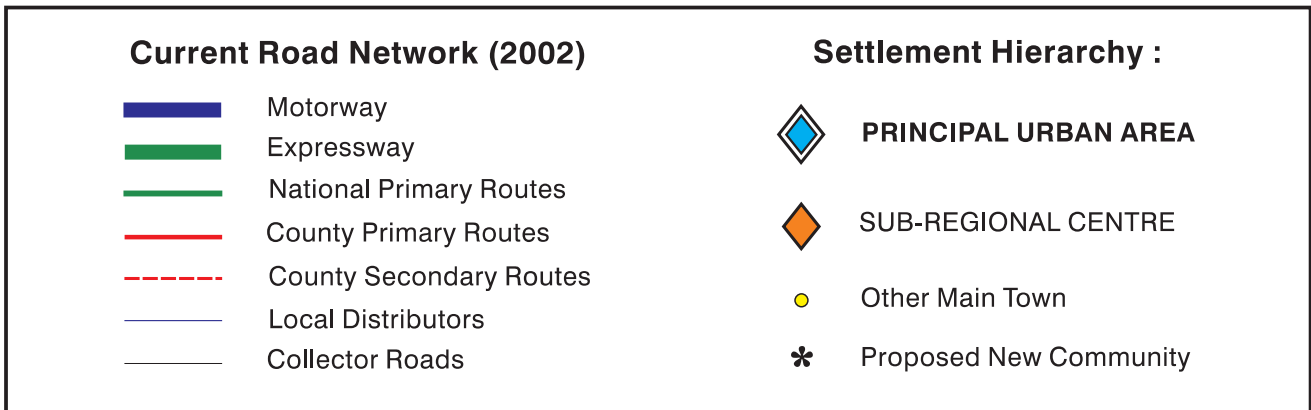 Current Road Network (2002)
Motorway
Expressway
National Primary Routes
County Primary Routes
County Secondary Routes
Local Distributors
Collector Roads
Settlement Hierarchy :
PRINCIPAL URBAN AREA
SUB-REGIONAL CENTRE
Other Main Town
Proposed New Community